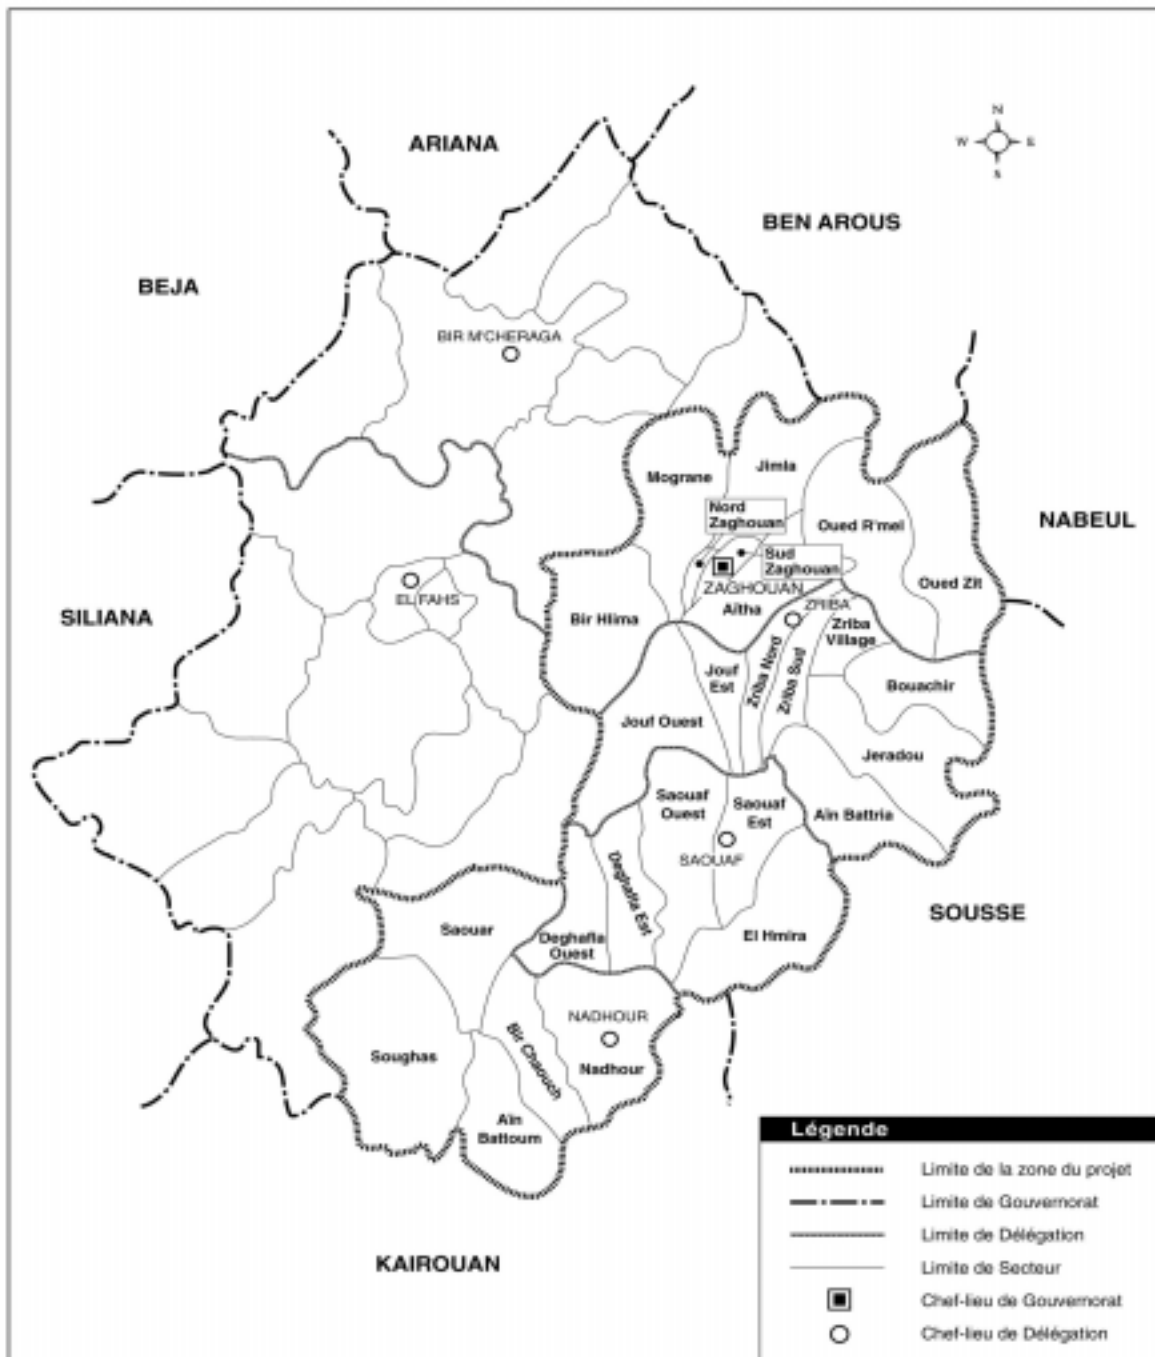 N
W
E
S
ARIANA
BEN AROUS
BEJA
BIR M'CHERAGA
Mograne
Jimla
Nord
Zaghouan
Oued R'mel
NABEUL
Sud
Zaghouan
ZAGHOUAN
Oued Zit
EL FAHS
Aïtha
ZRIBA
SILIANA
Bir Hlima
Zriba
Village
Jouf
Est
Zriba Nord
Zriba Sud
Bouachir
Jouf Ouest
Jeradou
Saouaf
Ouest
Saouaf
Est
Aïn Battria
SAOUAF
Deghafla Est
SOUSSE
Saouar
Deghafla
Ouest
El Hmira
NADHOUR
Bir Chaouch
Soughas
Nadhour
Aïn
Battoum
KAIROUAN
Légende
Limite de la zone du projet
Limite de Gouvernorat
Limite de Délégation
Limite de Secteur
Chef-lieu de Gouvernorat
Chef-lieu de Délégation